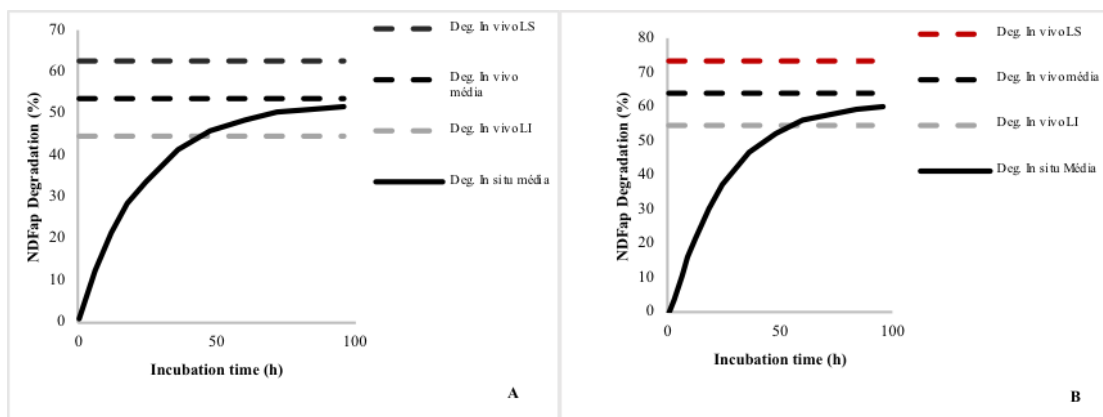 70
60
50
40
30
20
10
0
NDFap Degradation (%)
0
50
100
Incubation time (h)
Deg. In vivo LS
Deg. In vivo
média
Deg. In vivo LI
Deg. In situ média
A
80
70
60
50
40
30
20
10
0
NDFap Degradation (%)
0
50
100
Incubation time (h)
Deg. In vivo LS
Deg. In vivo média
Deg. In vivo LI
Deg. In situ Média
B